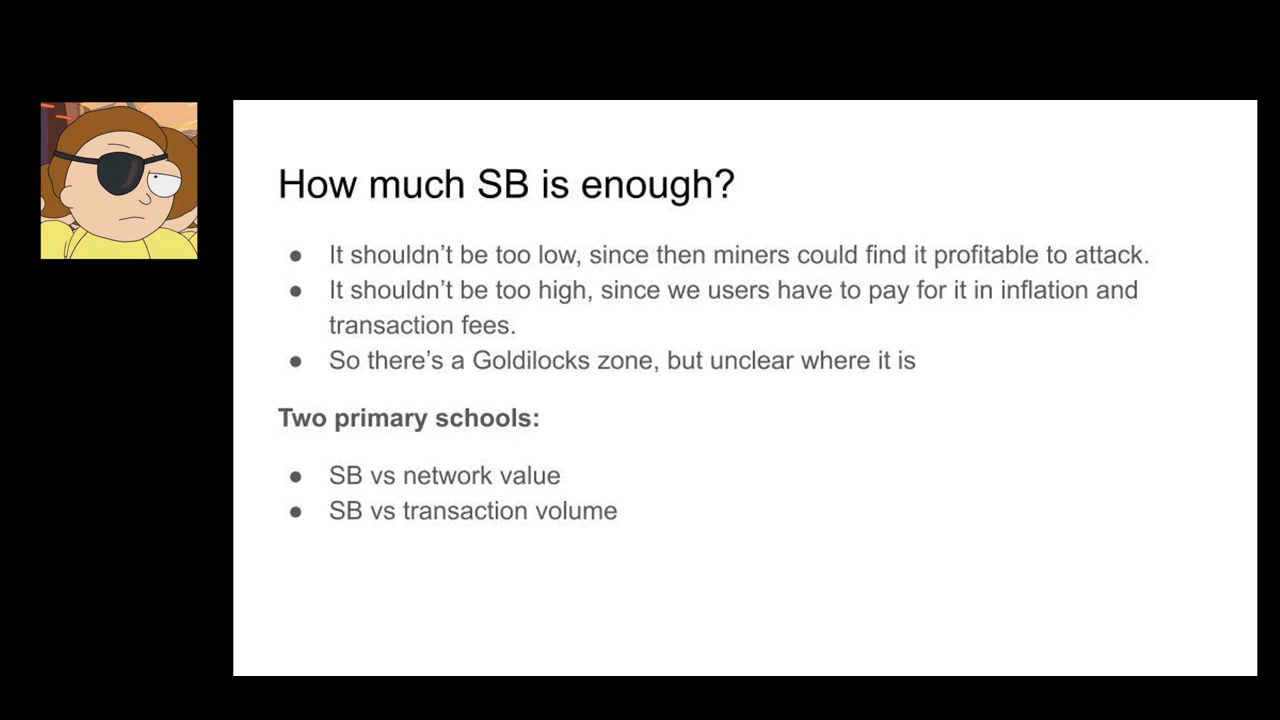 How much SB is enough?
● It shouldn’t be too low, since then miners could find it profitable to attack.
● It shouldn’t be too high, since we users have to pay for it in inflation and
transaction fees.
● So there’s a Goldilocks zone, but unclear where it is
Two primary schools:
● SB vs network value
● SB vs transaction volume